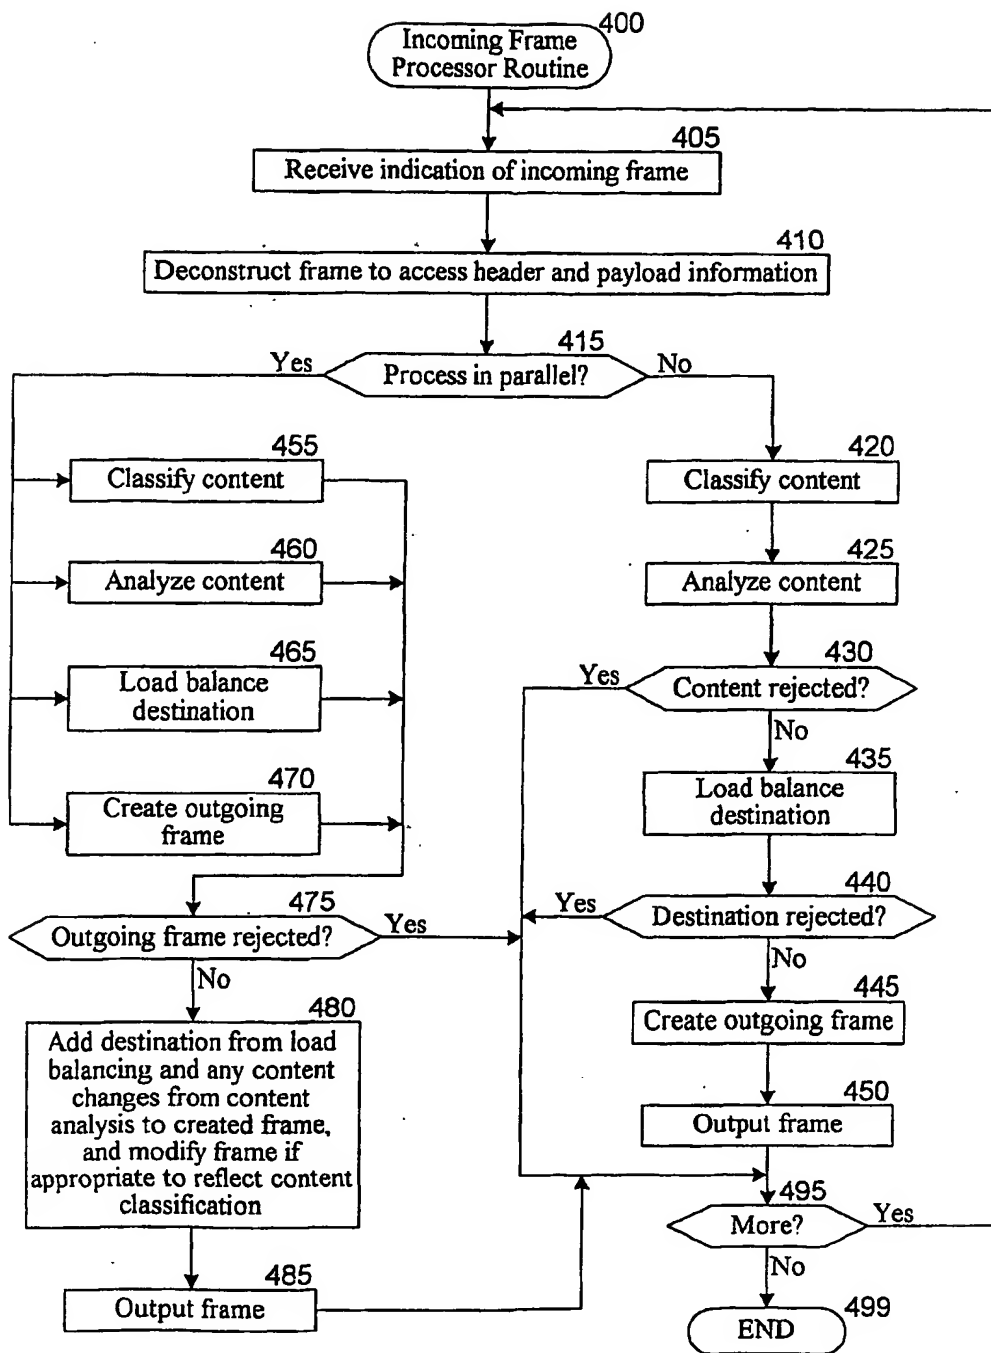 400
Incoming Frame
Processor Routine
405
Receive indication of incoming frame
410
Deconstruct frame to access header and payload information
415
Yes
Process in parallel?
No
455
Classify content
460
Analyze content
465
Load balance
destination
470
Create outgoing
frame
475
Outgoing frame rejected?
Yes
No
480
Add destination from load
balancing and any content
changes from content
analysis to created frame,
and modify frame if
appropriate to reflect content
classification
485
Output frame
420
Classify content
425
Analyze content
430
Yes
Content rejected?
No
435
Load balance
destination
440
Yes
Destination rejected?
No
445
Create outgoing frame
450
Output frame
495
More?
Yes
No
499
END